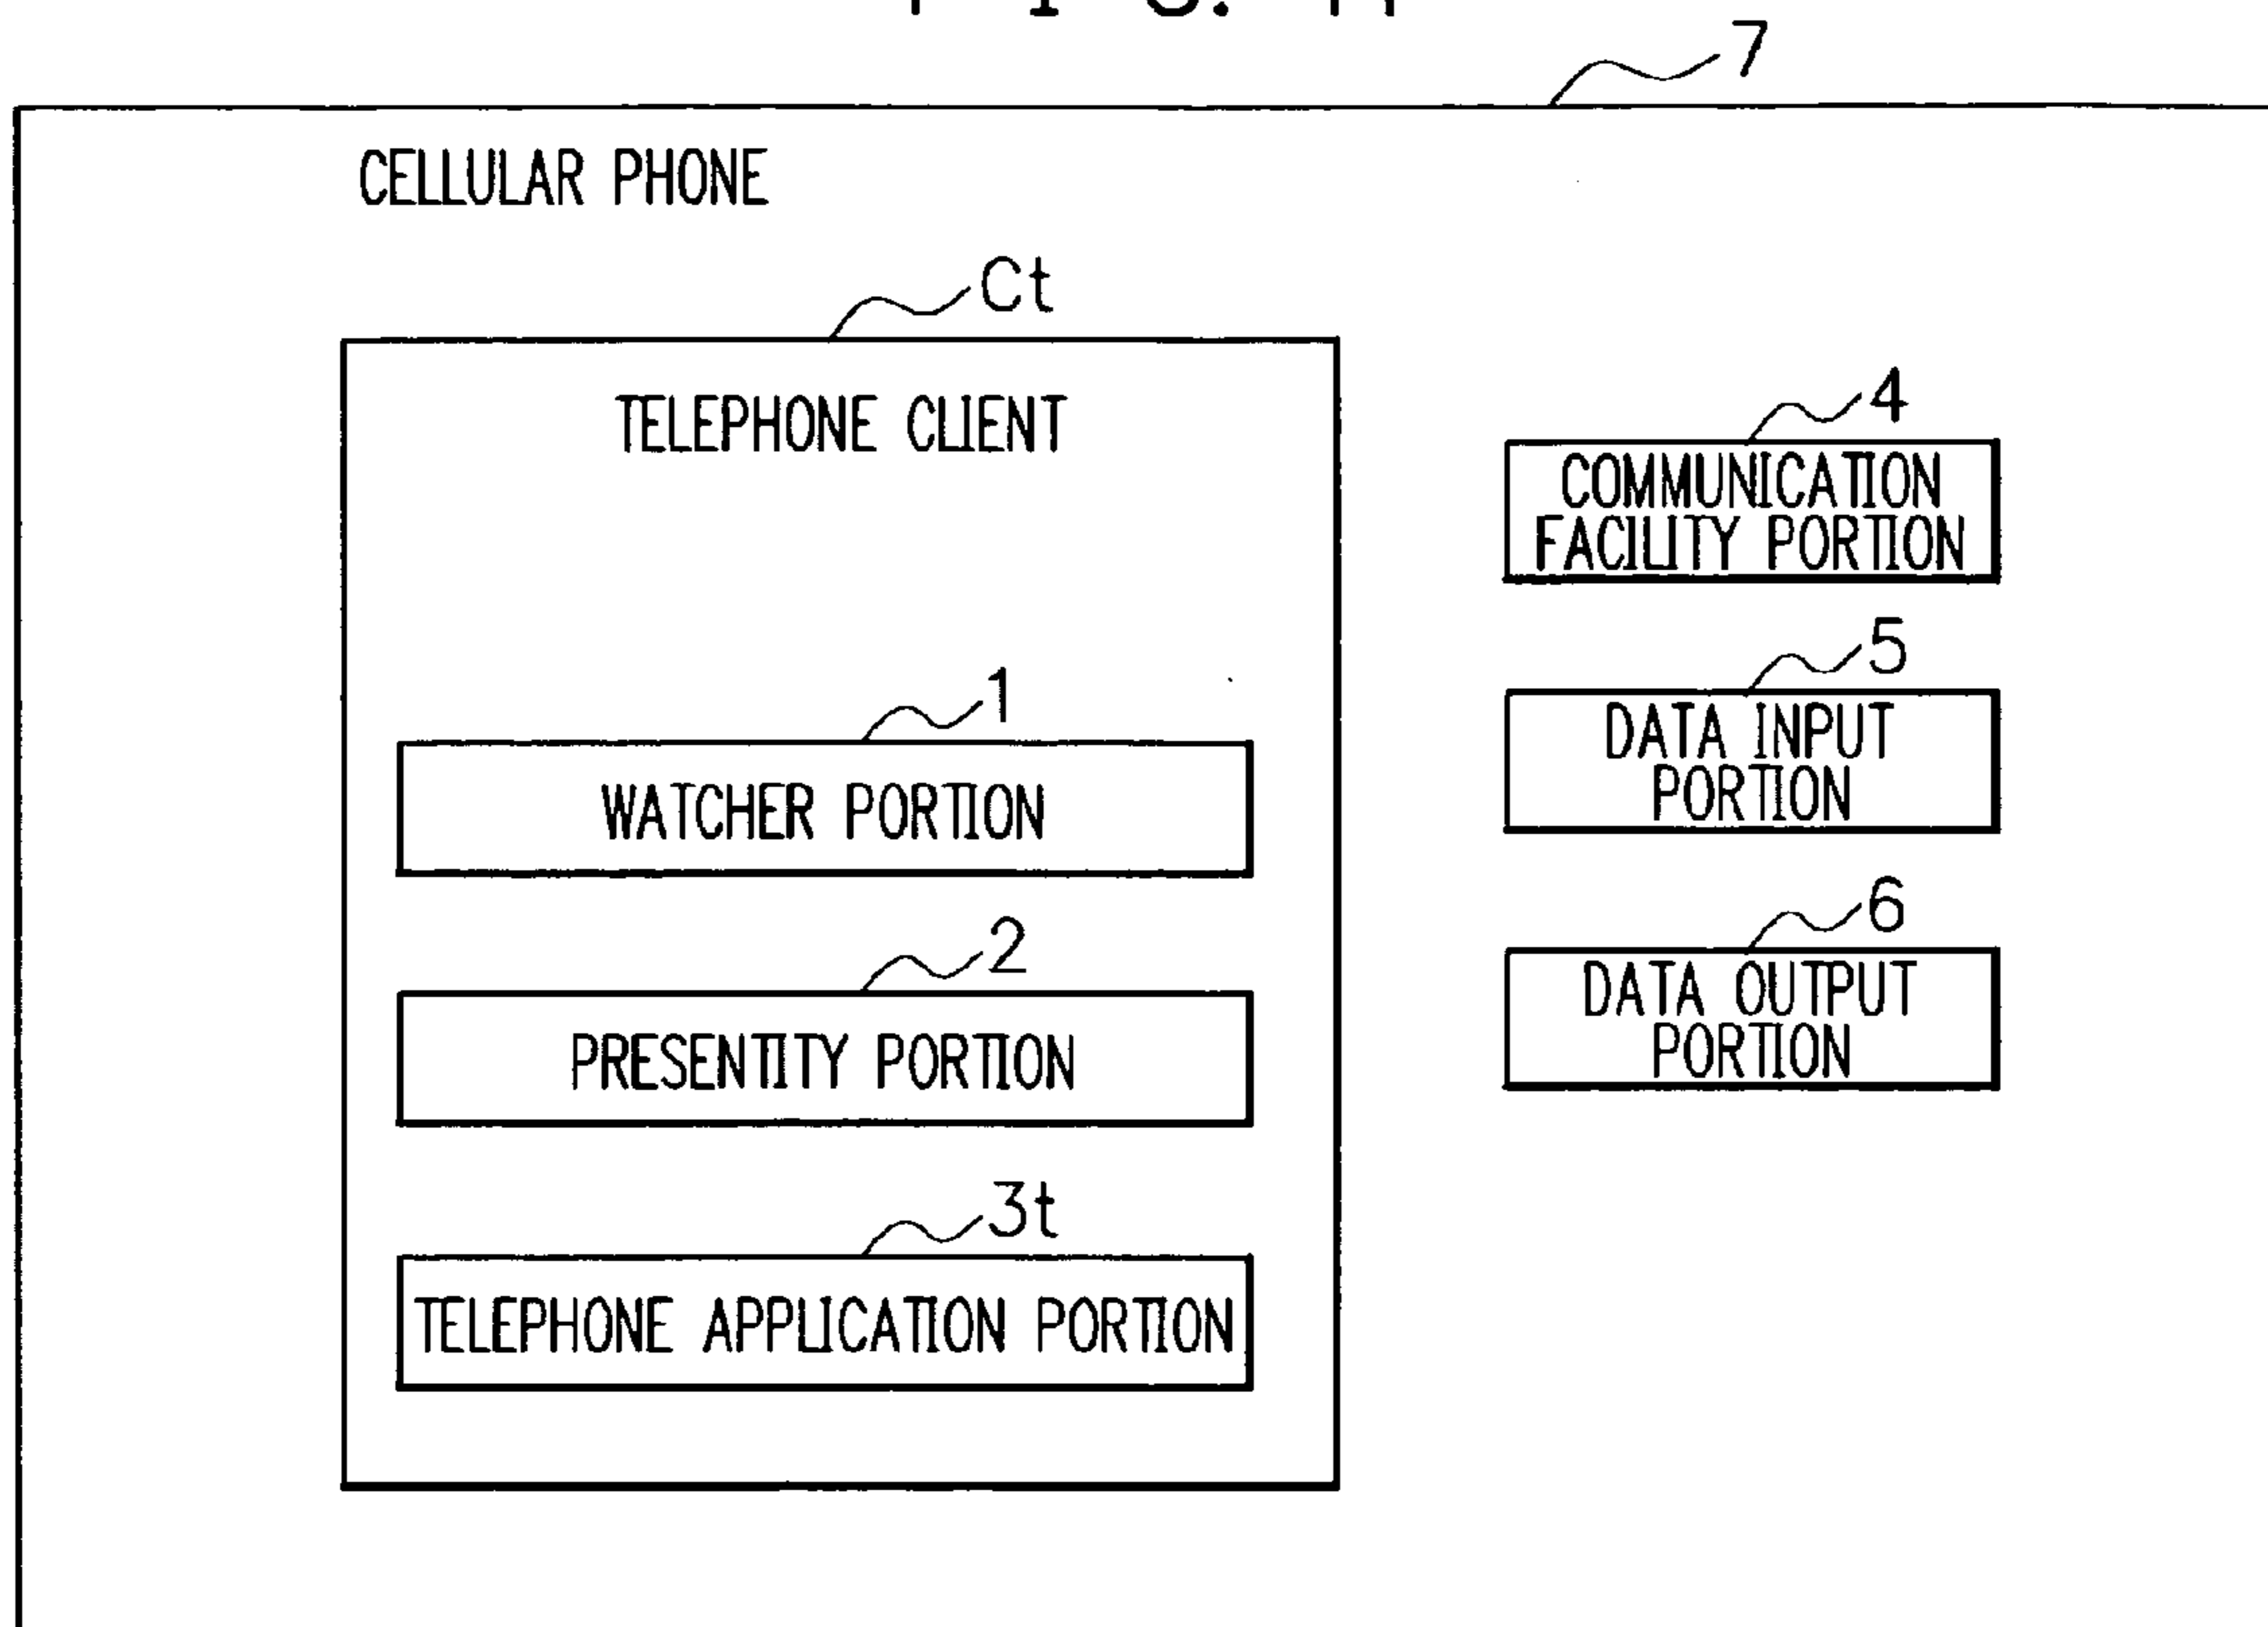 7
CELLULAR PHONE
Ct
TELEPHONE CLIENT
1
WATCHER PORTION
2
PRESENTITY PORTION
3t
TELEPHONE APPLICATION PORTION
4
COMMUNICATION
FACILITY PORTION
5
DATA INPUT
PORTION
6
DATA OUTPUT
PORTION